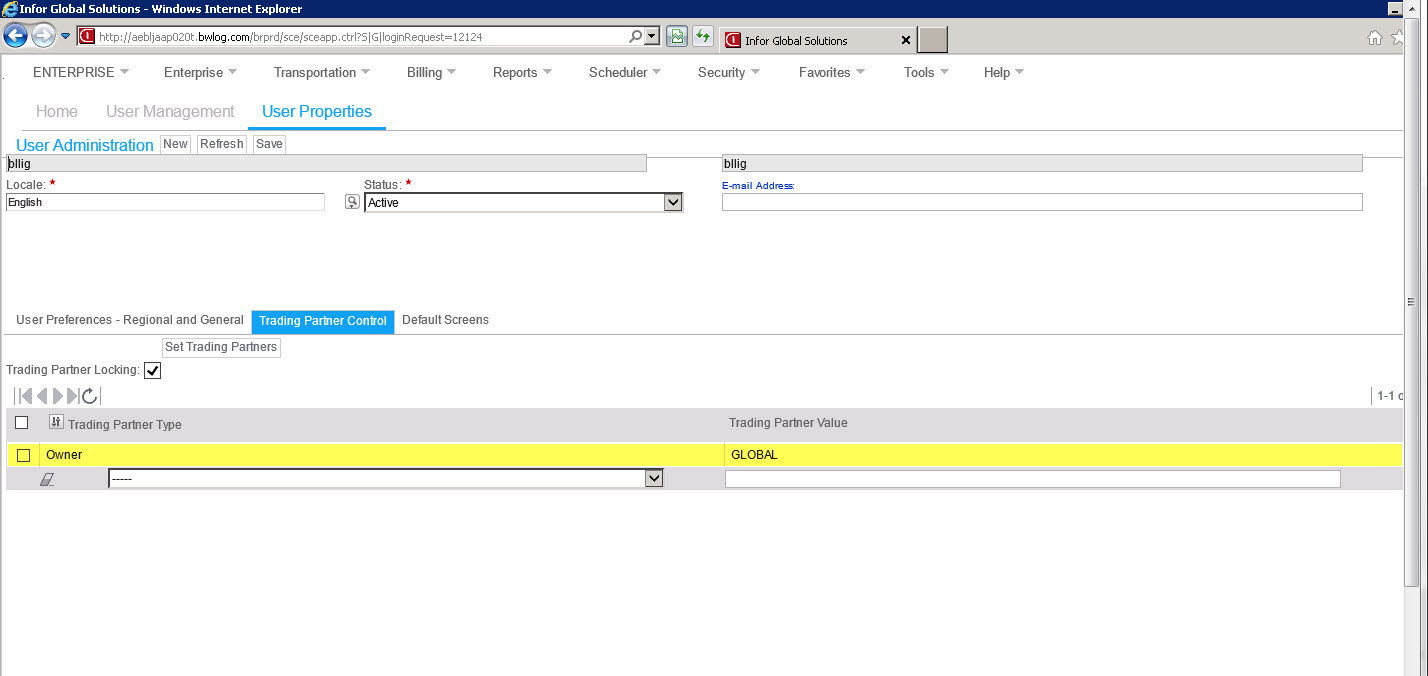 Infor Global Solutions - Windows Internet Explorer
http://aebljaap020t.bwlog.com/brprd/sce/sceapp.ctrl?S|G|loginRequest=12124
Infor Global Solutions
ENTERPRISE Enterprise Transportation Billing Reports Scheduler Security Favorites Tools Help
Home User Management User Properties
User Administration New Refresh Save
bllig bllig
Locale: * Status: * E-mail Address:
English Active
User Preferences - Regional and General Trading Partner Control Default Screens
Set Trading Partners
Trading Partner Locking:
1-1
Trading Partner Type Trading Partner Value
Owner GLOBAL
-----